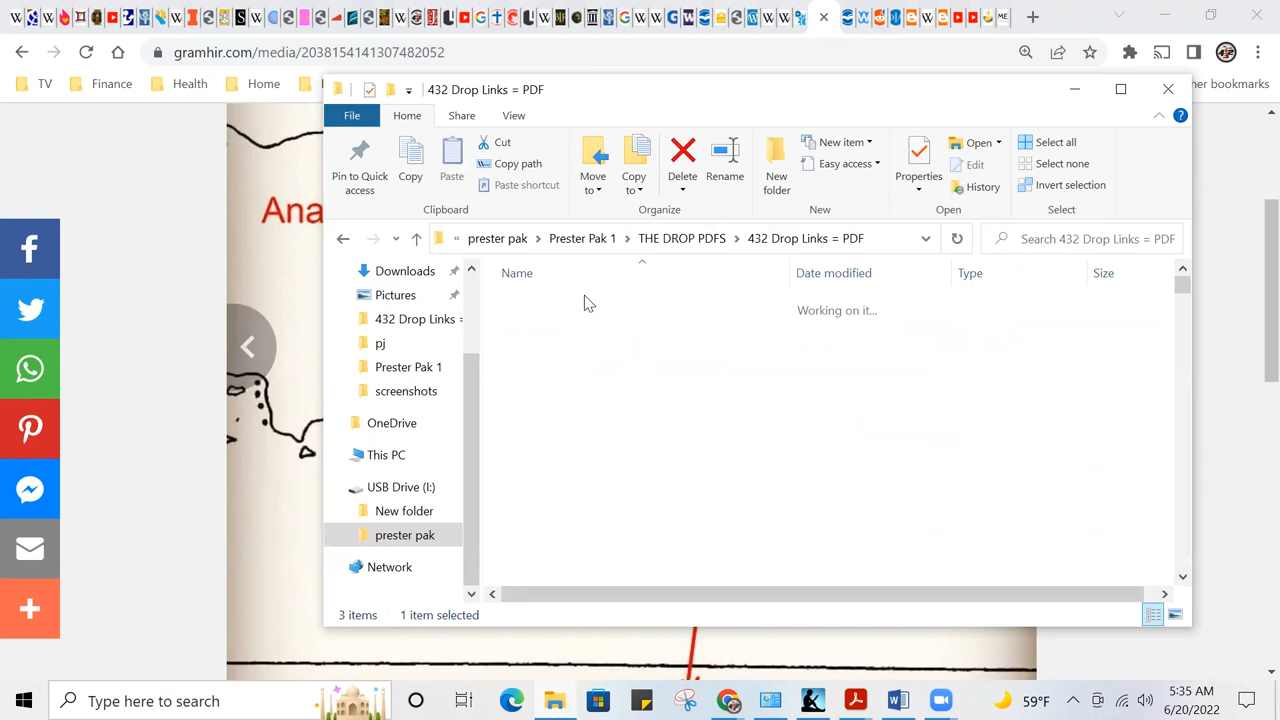 gramhir.com/media/2038154141307482052
TV
Finance
Health
Home
her bookmarks
432 Drop Links = PDF
File
Home
Share
View
Pin to Quick access
Copy
Paste
Cut
Copy path
Paste shortcut
Move to
Copy to
Delete
Rename
New folder
New item
Easy access
Properties
Open
Edit
History
Select all
Select none
Invert selection
Clipboard
Organize
New
Open
Select
« prester pak > Prester Pak 1 > THE DROP PDFS > 432 Drop Links = PDF
Search 432 Drop Links = PDF
Name
Date modified
Type
Size
Working on it...
Downloads
Pictures
432 Drop Links =
pj
Prester Pak 1
screenshots
OneDrive
This PC
USB Drive (I:)
New folder
prester pak
Network
3 items
1 item selected
Ana
Type here to search
59°F
5:35 AM
6/20/2022